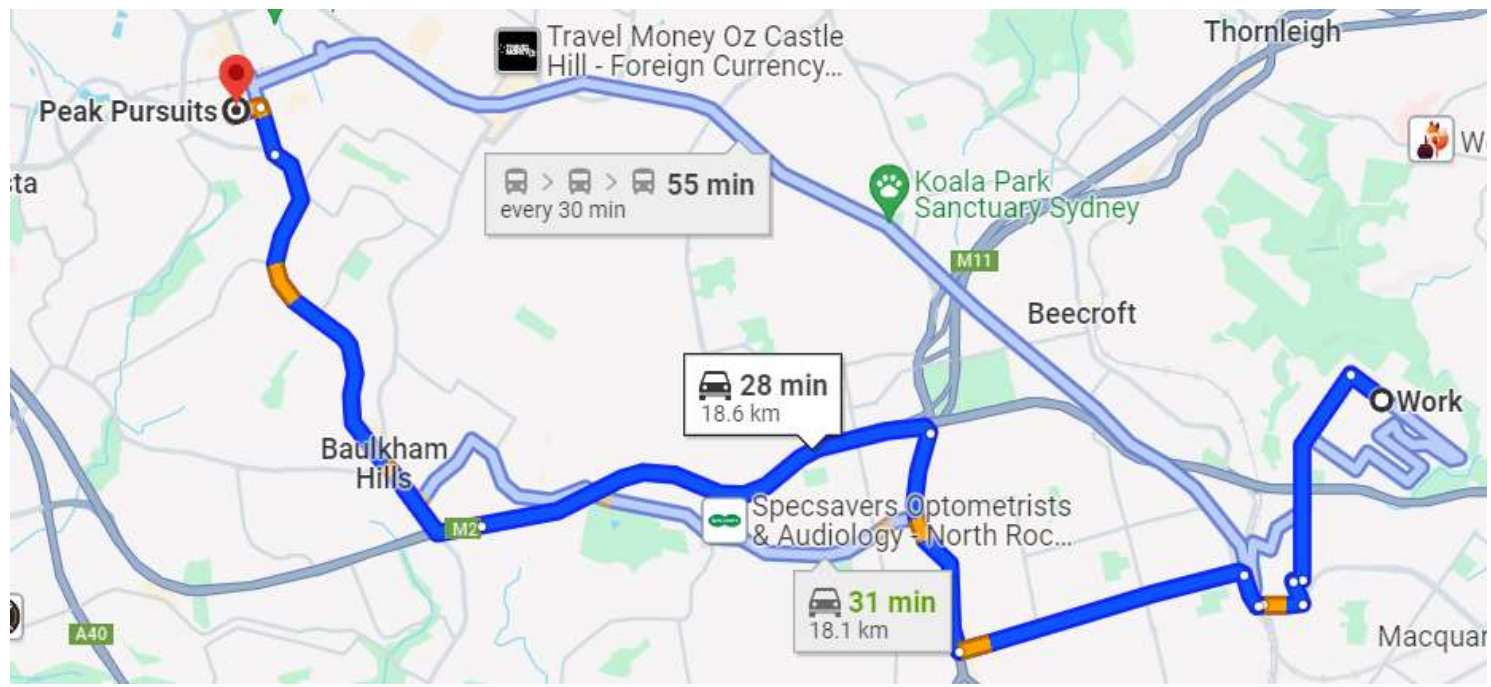 Thornleigh
Travel Money Oz Castle
Hill - Foreign Currency...
Peak Pursuits
sta
> > 55 min
every 30 min
Koala Park
Sanctuary Sydney
M11
Beecroft
28 min
18.6 km
Work
Baulkham
Hills
M2
Specsavers Optometrists
& Audiology - North Roc...
31 min
18.1 km
A40
Macquar